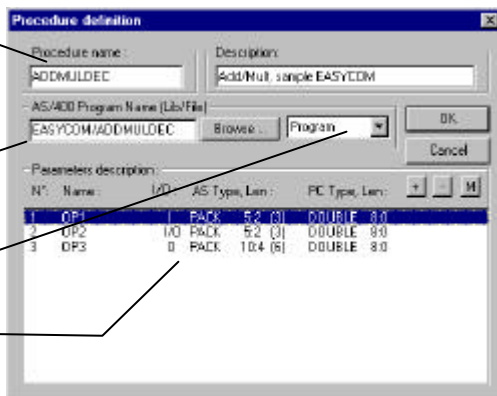 Procedure definition
Procedure name : Description:
ADDMULDEC Add/Mult, sample EASYCOM
AS/400 Program Name (Lib/File)
EASYCOM/ADDMULDEC Browse ... Program OK
Cancel
Parameters description :
N°: Name : I/O : AS Type, Len : PC Type, Len : + - M
1 OP1 I PACK 5:2 (3) DOUBLE 8:0
2 OP2 I/O PACK 5:2 (3) DOUBLE 8:0
3 OP3 O PACK 10:4 (6) DOUBLE 8:0